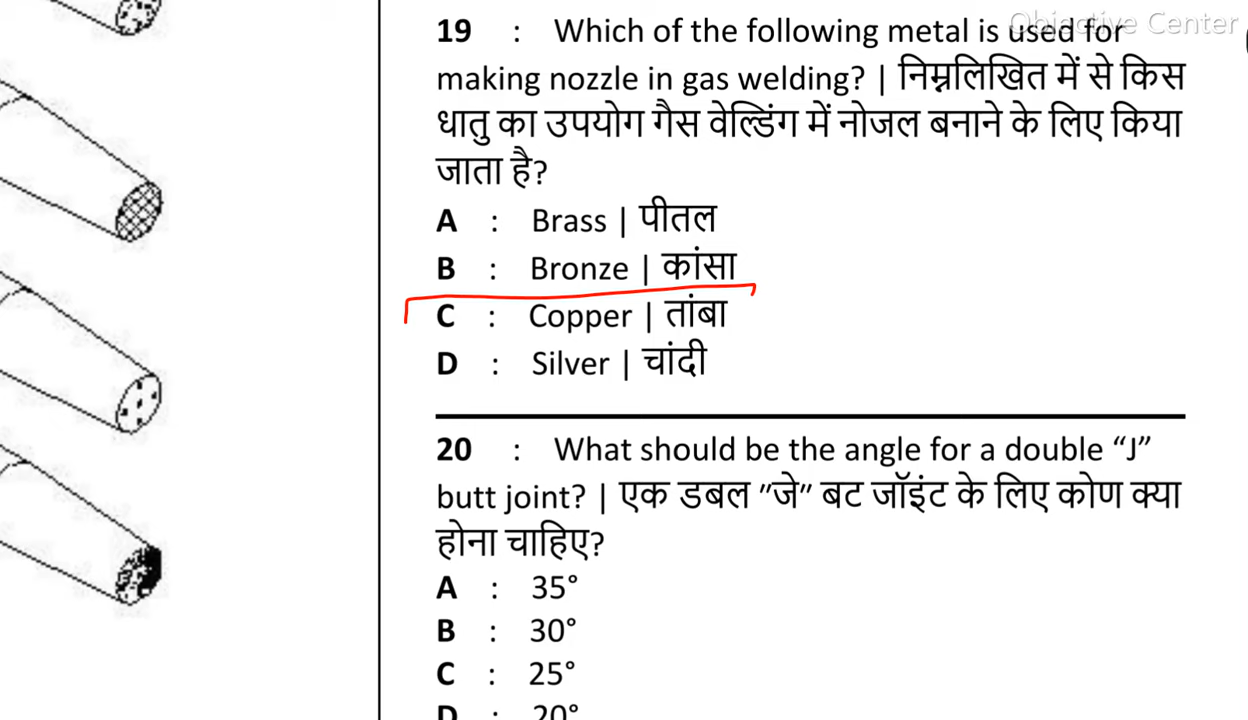 Objective Center
19 : Which of the following metal is used for
making nozzle in gas welding? | निम्नलिखित में से किस
धातु का उपयोग गैस वेल्डिंग में नोजल बनाने के लिए किया
जाता है?
A : Brass | पीतल
B : Bronze | कांसा
C : Copper | तांबा
D : Silver | चांदी
20 : What should be the angle for a double “J”
butt joint? | एक डबल ”जे” बट जॉइंट के लिए कोण क्या
होना चाहिए?
A : 35°
B : 30°
C : 25°
D : 20°